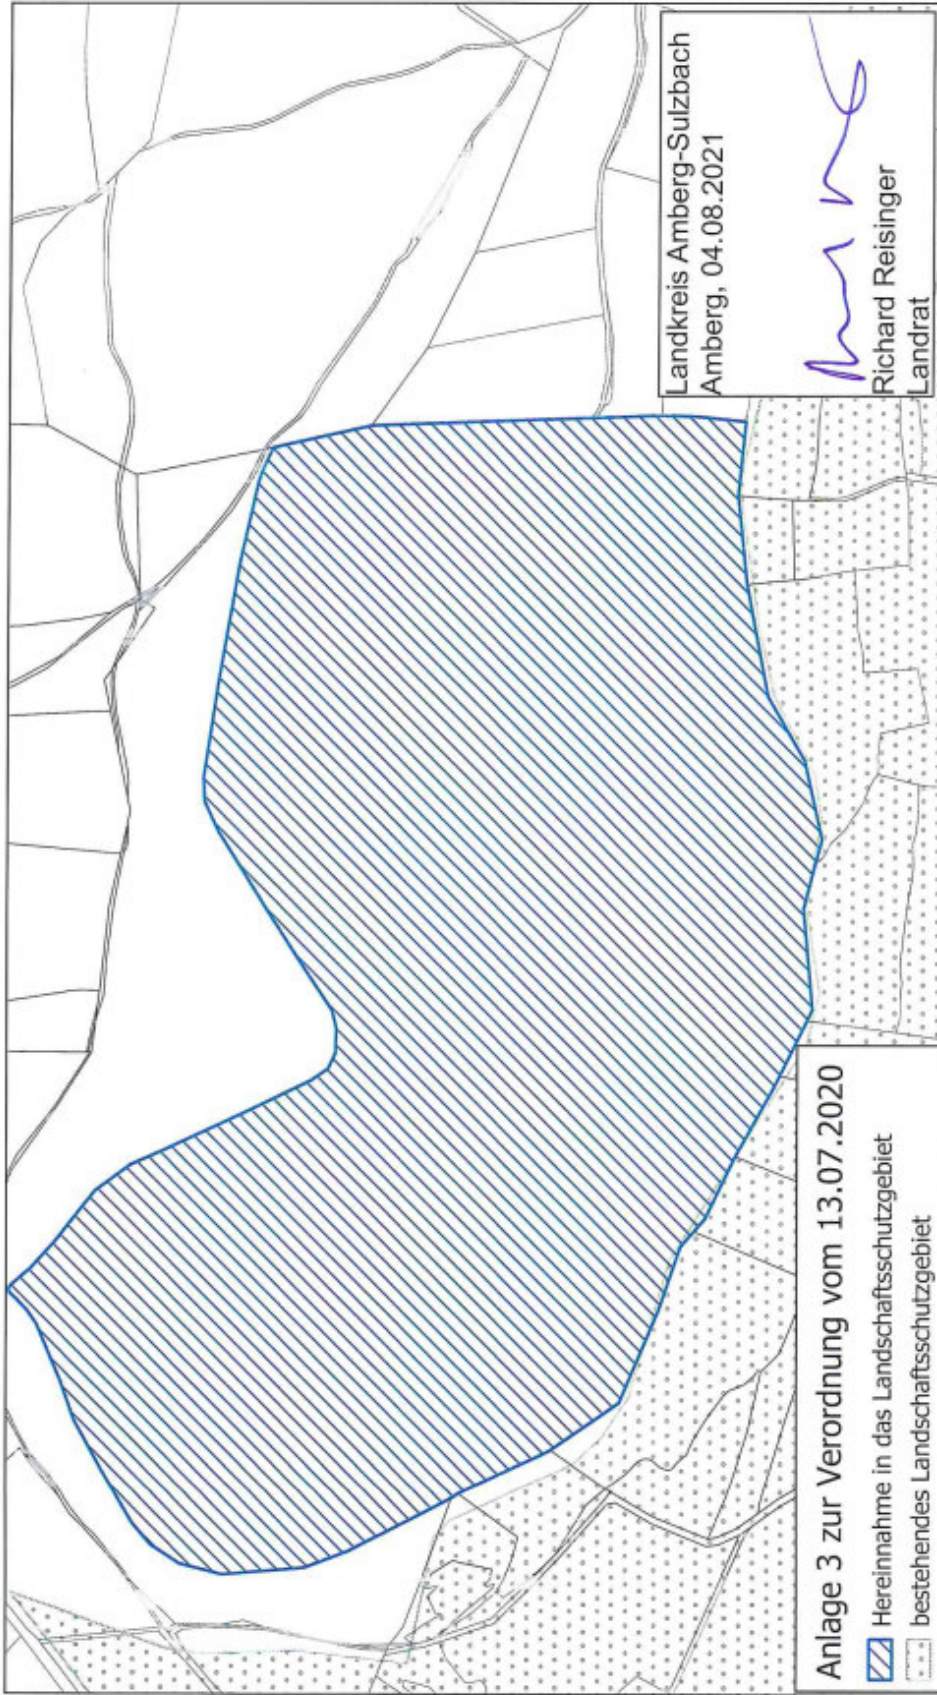 Landkreis Amberg-Sulzbach
Amberg, 04.08.2021
Richard Reisinger
Landrat
Anlage 3 zur Verordnung vom 13.07.2020
Hereinnahme in das Landschaftsschutzgebiet
bestehendes Landschaftsschutzgebiet